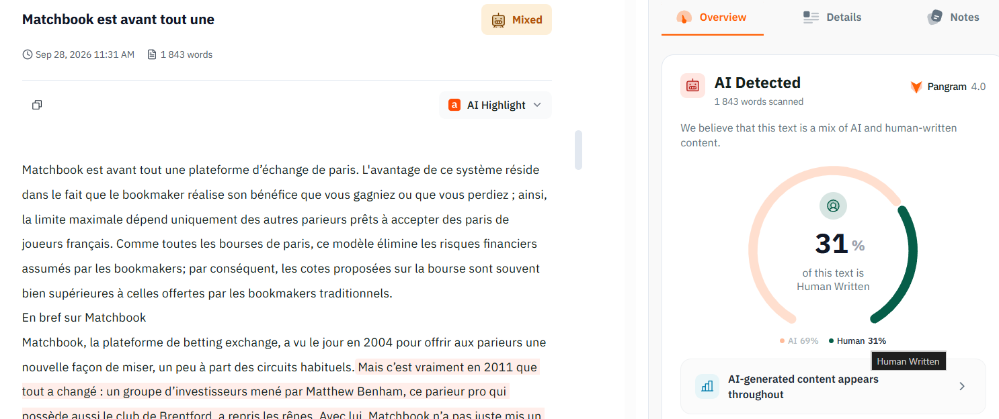 Matchbook est avant tout une
Mixed
Sep 28, 2026 11:31 AM
1 843 words
a AI Highlight
Matchbook est avant tout une plateforme d’échange de paris. L'avantage de ce système réside
dans le fait que le bookmaker réalise son bénéfice que vous gagniez ou que vous perdiez ; ainsi,
la limite maximale dépend uniquement des autres parieurs prêts à accepter des paris de
joueurs français. Comme toutes les bourses de paris, ce modèle élimine les risques financiers
assumés par les bookmakers; par conséquent, les cotes proposées sur la bourse sont souvent
bien supérieures à celles offertes par les bookmakers traditionnels.
En bref sur Matchbook
Matchbook, la plateforme de betting exchange, a vu le jour en 2004 pour offrir aux parieurs une
nouvelle façon de miser, un peu à part des circuits habituels. Mais c’est vraiment en 2011 que
tout a changé : un groupe d’investisseurs mené par Matthew Benham, ce parieur pro qui
possède aussi le club de Brentford, a repris les rênes. Avec lui, Matchbook n’a pas juste mis un
Overview
Details
Notes
AI Detected
1 843 words scanned
Pangram 4.0
We believe that this text is a mix of AI and human-written
content.
31 %
of this text is
Human Written
AI 69% Human 31%
Human Written
AI-generated content appears
throughout